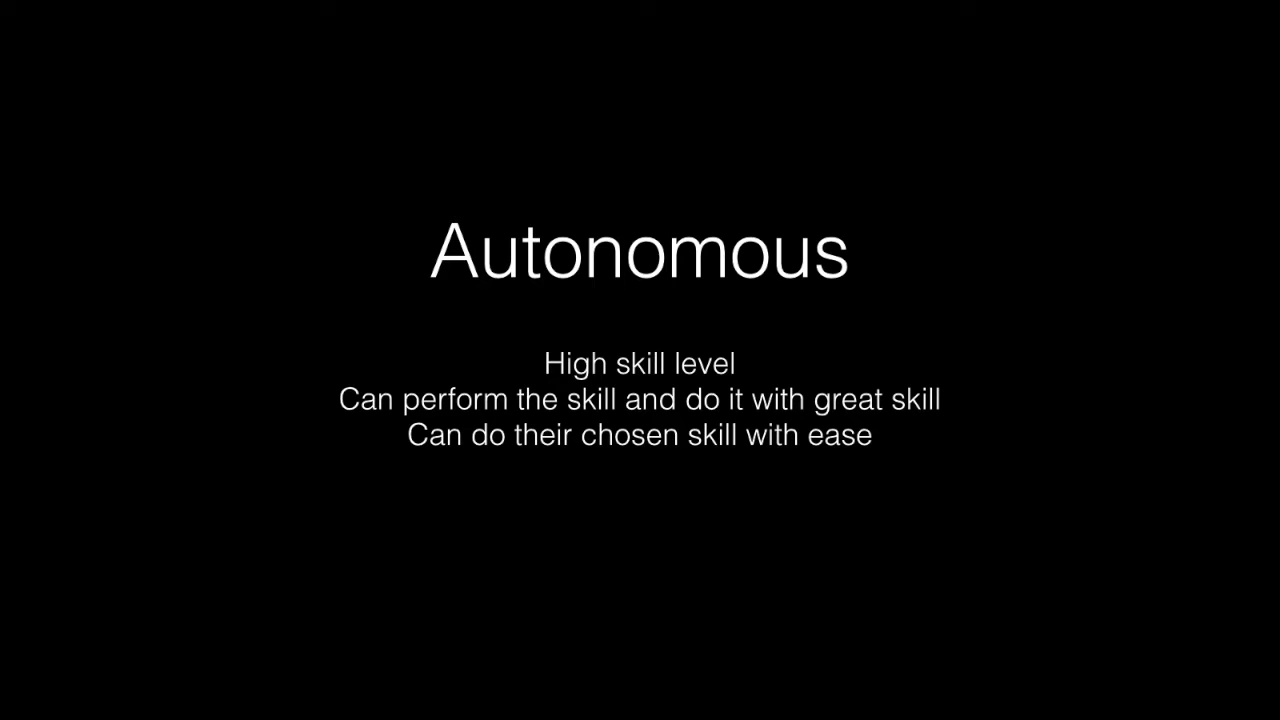 Autonomous
High skill level
Can perform the skill and do it with great skill
Can do their chosen skill with ease